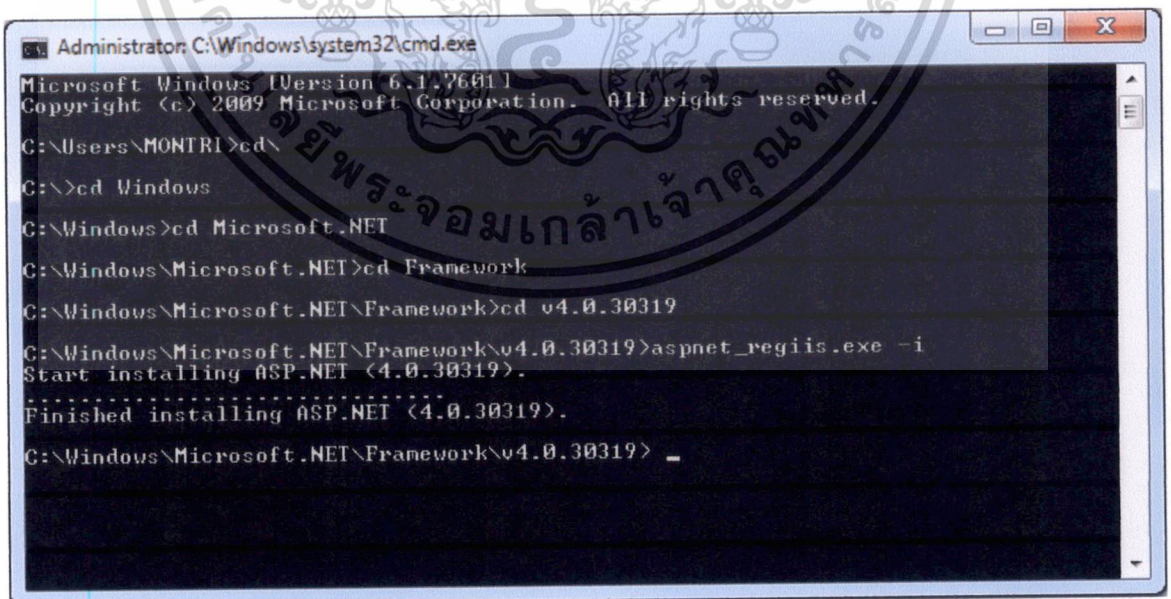 Administrator: C:\Windows\system32\cmd.exe
Microsoft Windows [Version 6.1.7601]
Copyright (c) 2009 Microsoft Corporation.  All rights reserved.
C:\Users\MONTRI>cd\
C:\>cd Windows
C:\Windows>cd Microsoft.NET
C:\Windows\Microsoft.NET>cd Framework
C:\Windows\Microsoft.NET\Framework>cd v4.0.30319
C:\Windows\Microsoft.NET\Framework\v4.0.30319>aspnet_regiis.exe -i
Start installing ASP.NET (4.0.30319).
................................
Finished installing ASP.NET (4.0.30319).
C:\Windows\Microsoft.NET\Framework\v4.0.30319> _
พระจอมเกล้าเจ้าคุณทหาร